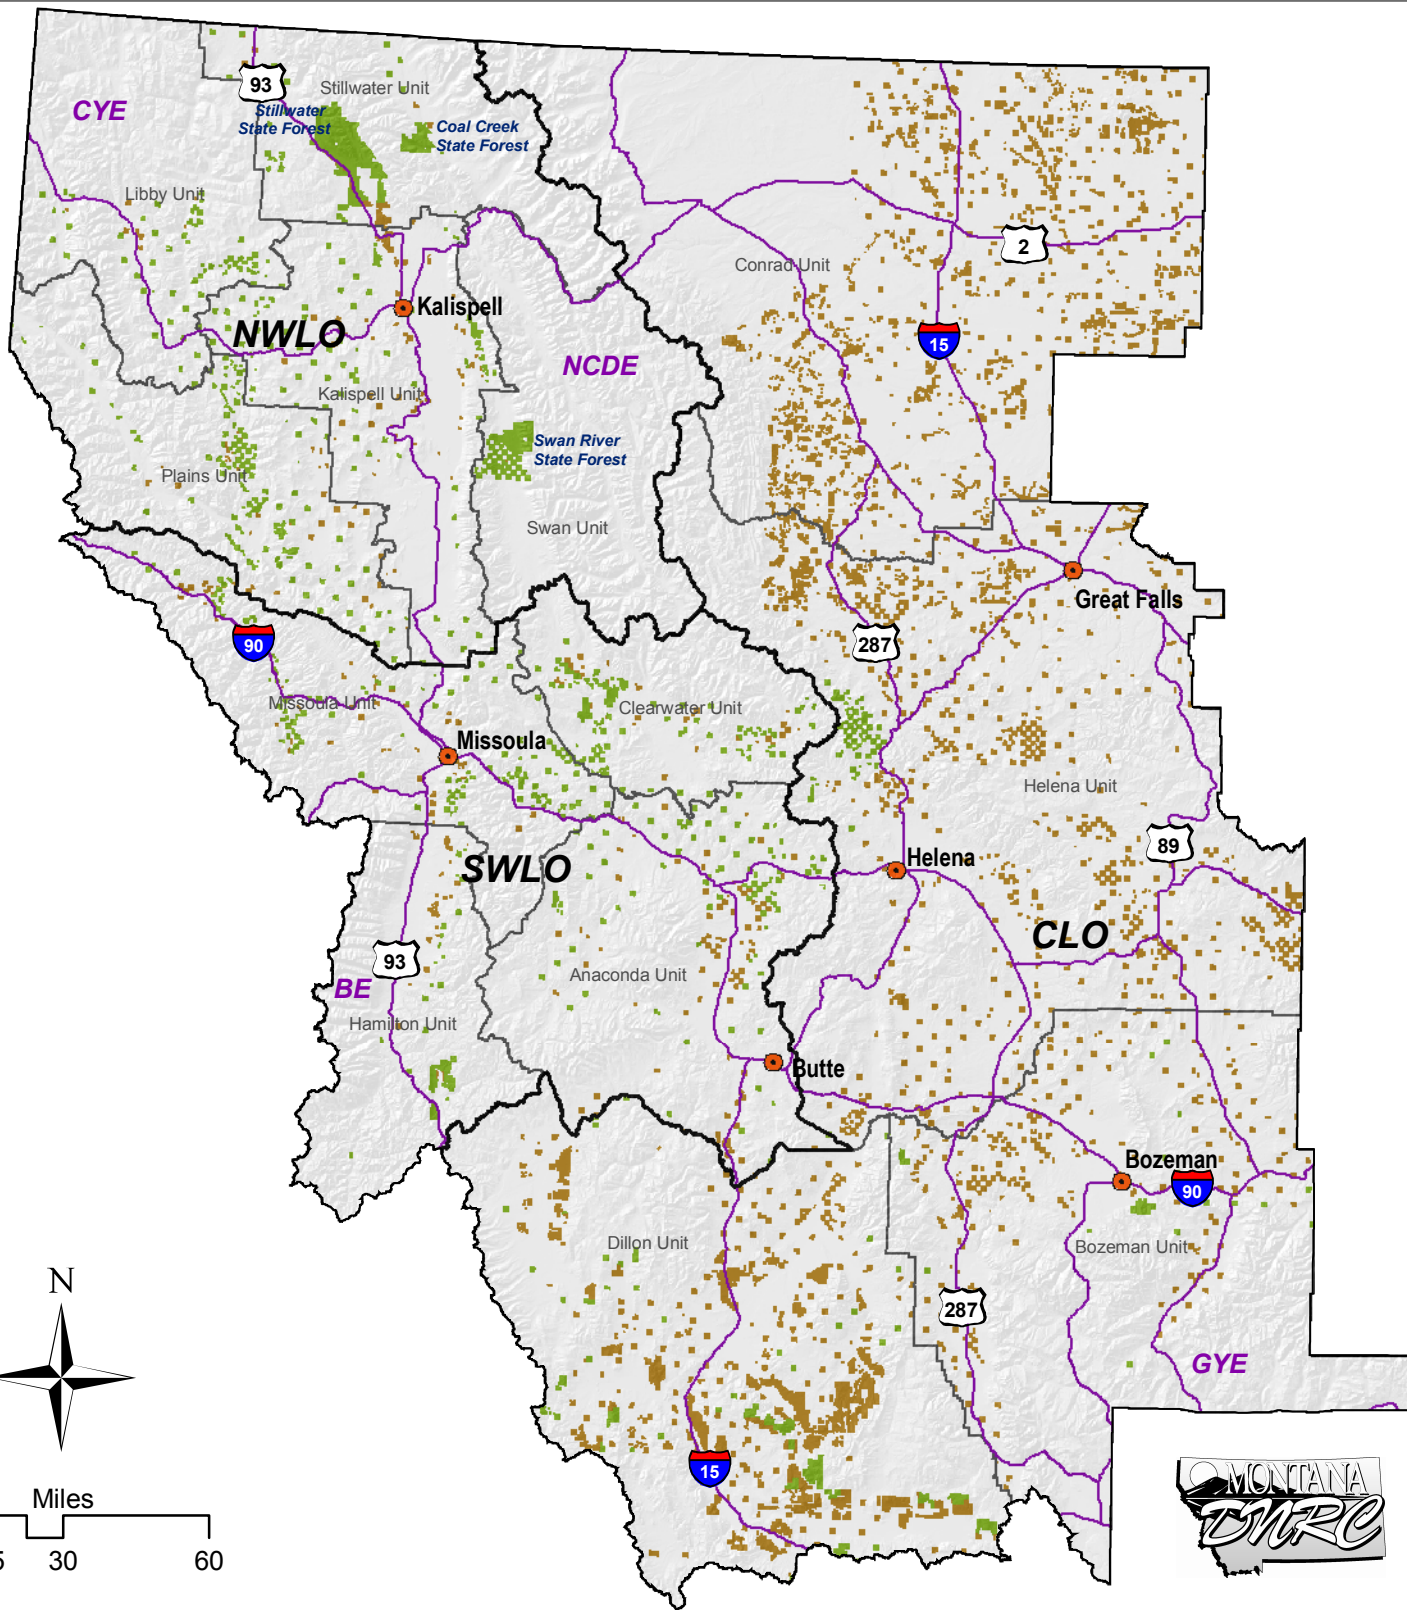 93
Stillwater Unit
CYE
Stillwater
State Forest
Coal Creek
State Forest
Libby Unit
2
Conrad Unit
Kalispell
NWLO
15
NCDE
Kalispell Unit
Swan River
State Forest
Plains Unit
Swan Unit
Great Falls
90
287
Missoula Unit
Clearwater Unit
Missoula
Helena Unit
89
Helena
SWLO
CLO
93
Anaconda Unit
BE
Hamilton Unit
Butte
Bozeman
90
Dillon Unit
Bozeman Unit
N
287
GYE
15
MONTANA
DNRC
Miles
5 30 60